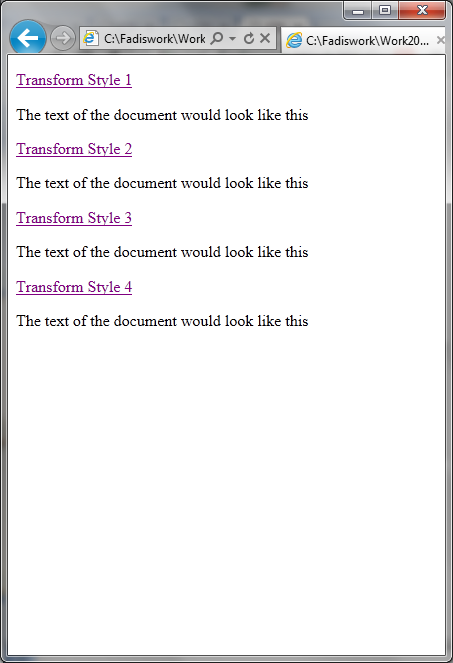 C:\Fadiswork\Work
C:\Fadiswork\Work20...
Transform Style 1
The text of the document would look like this
Transform Style 2
The text of the document would look like this
Transform Style 3
The text of the document would look like this
Transform Style 4
The text of the document would look like this